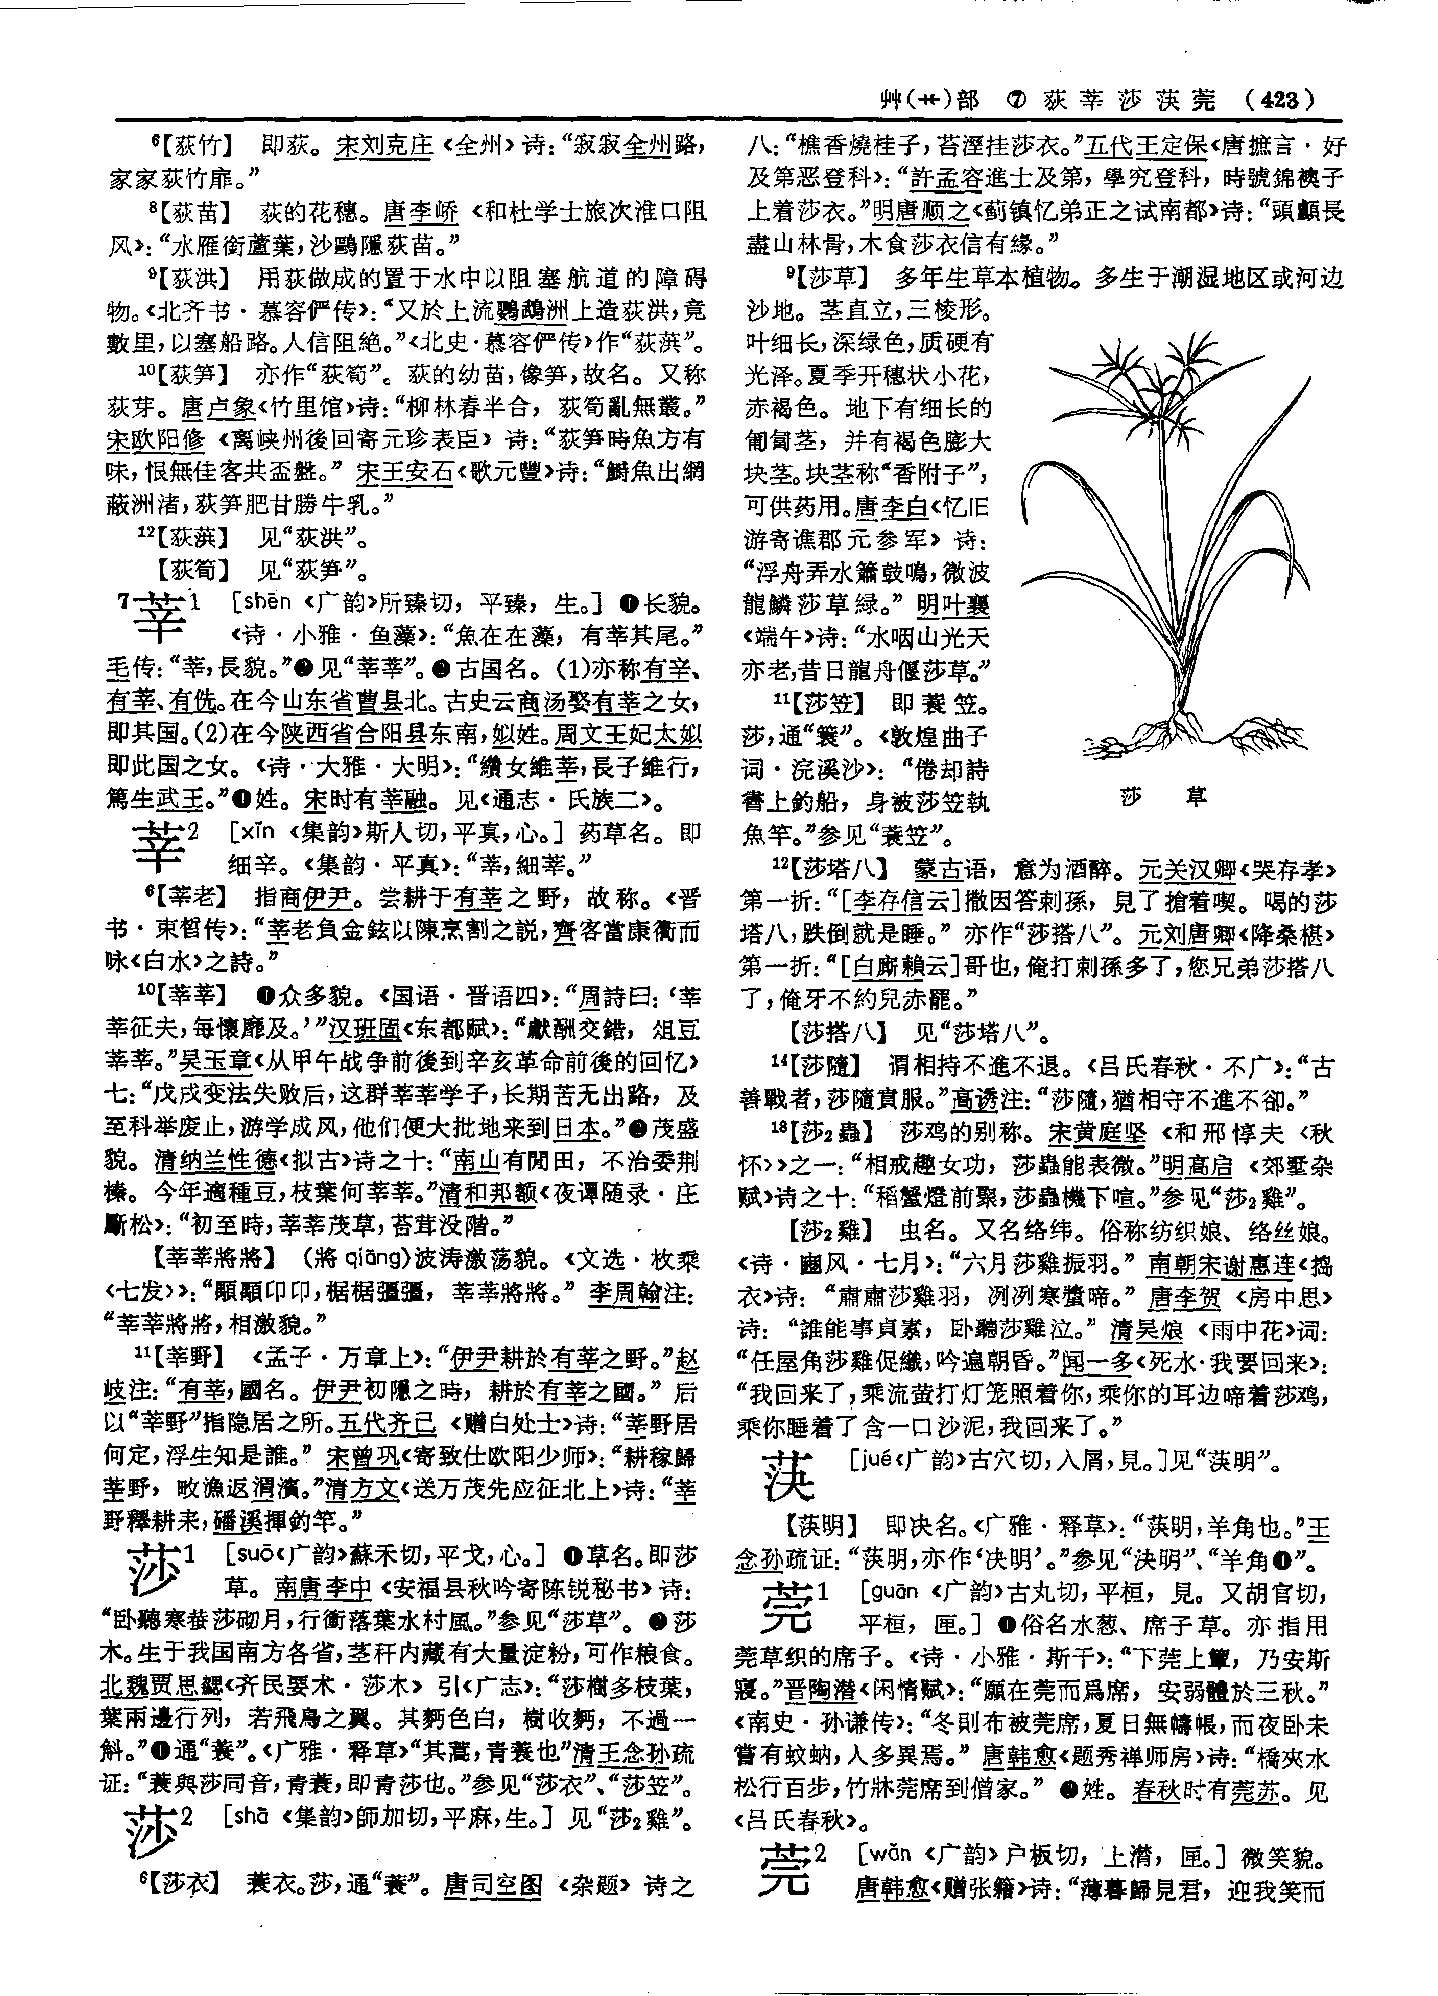 艸(艹)部 ⑦ 荻莘莎茣莞 (423)
⁶【荻竹】 即荻。宋刘克庄《全州》诗：“寂寂全州路，
家家荻竹扉。”
⁸【荻苗】 荻的花穗。唐李峤《和杜学士旅次淮口阻
风》：“水雁銜蘆葉，沙鷗隱荻苗。”
⁹【荻洪】 用荻做成的置于水中以阻塞航道的障碍
物。《北齐书·慕容俨传》：“又於上流鸚鵡洲上造荻洪，竟
數里，以塞船路。人信阻絶。”《北史·慕容俨传》作“荻葓”。
¹⁰【荻笋】 亦作“荻筍”。荻的幼苗，像笋，故名。又称
荻芽。唐卢象《竹里馆》诗：“柳林春半合，荻筍亂無叢。”
宋欧阳修《离峡州後回寄元珍表臣》诗：“荻笋時魚方有
味，恨無佳客共盃盤。”宋王安石《歌元豐》诗：“鰣魚出網
蔽洲渚，荻笋肥甘勝牛乳。”
¹²【荻葓】 见“荻洪”。
【荻筍】 见“荻笋”。
7莘1 [shēn《广韵》所臻切，平臻，生。]❶长貌。
《诗·小雅·鱼藻》：“魚在在藻，有莘其尾。”
毛传：“莘，長貌。”❷见“莘莘”。❸古国名。(1)亦称有辛、
有莘、有侁。在今山东省曹县北。古史云商汤娶有莘之女，
即其国。(2)在今陕西省合阳县东南，姒姓。周文王妃太姒
即此国之女。《诗·大雅·大明》：“纘女維莘，長子維行，
篤生武王。”❹姓。宋时有莘融。见《通志·氏族二》。
莘2 [xīn《集韵》斯人切，平真，心。]药草名。即
细辛。《集韵·平真》：“莘，細莘。”
⁶【莘老】 指商伊尹。尝耕于有莘之野，故称。《晋
书·束晳传》：“莘老負金鉉以陳烹割之説，齊客當康衢而
咏《白水》之詩。”
¹⁰【莘莘】 ❶众多貌。《国语·晋语四》：“周詩曰：‘莘
莘征夫，每懷靡及。’”汉班固《东都赋》：“獻酬交錯，俎豆
莘莘。”吴玉章《从甲午战争前後到辛亥革命前後的回忆》
七：“戊戌变法失败后，这群莘莘学子，长期苦无出路，及
至科举废止，游学成风，他们便大批地来到日本。”❷茂盛
貌。清纳兰性德《拟古》诗之十：“南山有閒田，不治委荆
榛。今年適種豆，枝葉何莘莘。”清和邦额《夜谭随录·庄
斸松》：“初至時，莘莘茂草，苔茸没階。”
【莘莘將將】 (將 qiāng)波涛激荡貌。《文选·枚乘
〈七发〉》：“顒顒卬卬，椐椐彊彊，莘莘將將。”李周翰注：
“莘莘將將，相激貌。”
¹¹【莘野】 《孟子·万章上》：“伊尹耕於有莘之野。”赵
岐注：“有莘，國名。伊尹初隱之時，耕於有莘之國。”后
以“莘野”指隐居之所。五代齐己《赠白处士》诗：“莘野居
何定，浮生知是誰。”宋曾巩《寄致仕欧阳少师》：“耕稼歸
莘野，畋漁返渭濱。”清方文《送万茂先应征北上》诗：“莘
野釋耕来，磻溪揮釣竿。”
莎1 [suō《广韵》蘇禾切，平戈，心。]❶草名。即莎
草。南唐李中《安福县秋吟寄陈锐秘书》诗：
“卧聽寒蛩莎砌月，行衝落葉水村風。”参见“莎草”。❷莎
木。生于我国南方各省，茎秆内藏有大量淀粉，可作粮食。
北魏贾思勰《齐民要术·莎木》引《广志》：“莎樹多枝葉，
葉兩邊行列，若飛鳥之翼。其麪色白，樹收麪，不過一
斛。”❸通“蓑”。《广雅·释草》“其蒿，青蓑也”清王念孙疏
证：“蓑與莎同音，青蓑，即青莎也。”参见“莎衣”、“莎笠”。
莎2 [shā《集韵》師加切，平麻，生。]见“莎₂雞”。
⁶【莎衣】 蓑衣。莎，通“蓑”。唐司空图《杂题》诗之
八：“樵香燒桂子，苔溼挂莎衣。”五代王定保《唐摭言·好
及第恶登科》：“許孟容進士及第，學究登科，時號錦襖子
上着莎衣。”明唐顺之《蓟镇忆弟正之试南都》诗：“頭顱長
盡山林骨，木食莎衣信有緣。”
⁹【莎草】 多年生草本植物。多生于潮湿地区或河边
沙地。茎直立，三棱形。
叶细长，深绿色，质硬有
光泽。夏季开穗状小花，
赤褐色。地下有细长的
匍匐茎，并有褐色膨大
块茎。块茎称“香附子”，
可供药用。唐李白《忆旧
游寄谯郡元参军》诗：
“浮舟弄水簫鼓鳴，微波
龍鱗莎草緑。”明叶襄
《端午》诗：“水咽山光天
亦老，昔日龍舟偃莎草。”
¹¹【莎笠】 即蓑笠。
莎，通“簑”。《敦煌曲子
词·浣溪沙》：“倦却詩
書上釣船，身被莎笠執
魚竿。”参见“蓑笠”。
莎 草
¹²【莎塔八】 蒙古语，意为酒醉。元关汉卿《哭存孝》
第一折：“[李存信云]撒因答剌孫，見了搶着喫。喝的莎
塔八，跌倒就是睡。”亦作“莎搭八”。元刘唐卿《降桑椹》
第一折：“[白廝賴云]哥也，俺打剌孫多了，您兄弟莎搭八
了，俺牙不約兒赤罷。”
【莎搭八】 见“莎塔八”。
¹⁴【莎隨】 谓相持不進不退。《吕氏春秋·不广》：“古
善戰者，莎隨賁服。”高诱注：“莎隨，猶相守不進不卻。”
¹⁸【莎₂蟲】 莎鸡的别称。宋黄庭坚《和邢惇夫〈秋
怀〉》之一：“相戒趣女功，莎蟲能表微。”明高启《郊墅杂
赋》诗之十：“稻蟹燈前聚，莎蟲機下喧。”参见“莎₂雞”。
【莎₂雞】 虫名。又名络纬。俗称纺织娘、络丝娘。
《诗·豳风·七月》：“六月莎雞振羽。”南朝宋谢惠连《捣
衣》诗：“肅肅莎雞羽，洌洌寒螿啼。”唐李贺《房中思》
诗：“誰能事貞素，卧聽莎雞泣。”清吴烺《雨中花》词：
“任屋角莎雞促織，吟遍朝昏。”闻一多《死水·我要回来》：
“我回来了，乘流萤打灯笼照着你，乘你的耳边啼着莎鸡，
乘你睡着了含一口沙泥，我回来了。”
茣 [jué《广韵》古穴切，入屑，見。]见“茣明”。
【茣明】 即决名。《广雅·释草》：“茣明，羊角也。”王
念孙疏证：“茣明，亦作‘决明’。”参见“決明”、“羊角❶”。
莞1 [guān《广韵》古丸切，平桓，見。又胡官切，
平桓，匣。]❶俗名水葱、席子草。亦指用
莞草织的席子。《诗·小雅·斯干》：“下莞上簟，乃安斯
寢。”晋陶潜《闲情赋》：“願在莞而爲席，安弱體於三秋。”
《南史·孙谦传》：“冬則布被莞席，夏日無幬帳，而夜卧未
嘗有蚊蚋，人多異焉。”唐韩愈《题秀禅师房》诗：“橋夾水
松行百步，竹牀莞席到僧家。”❷姓。春秋时有莞苏。见
《吕氏春秋》。
莞2 [wǎn《广韵》户板切，上潸，匣。]微笑貌。
唐韩愈《赠张籍》诗：“薄暮歸見君，迎我笑而